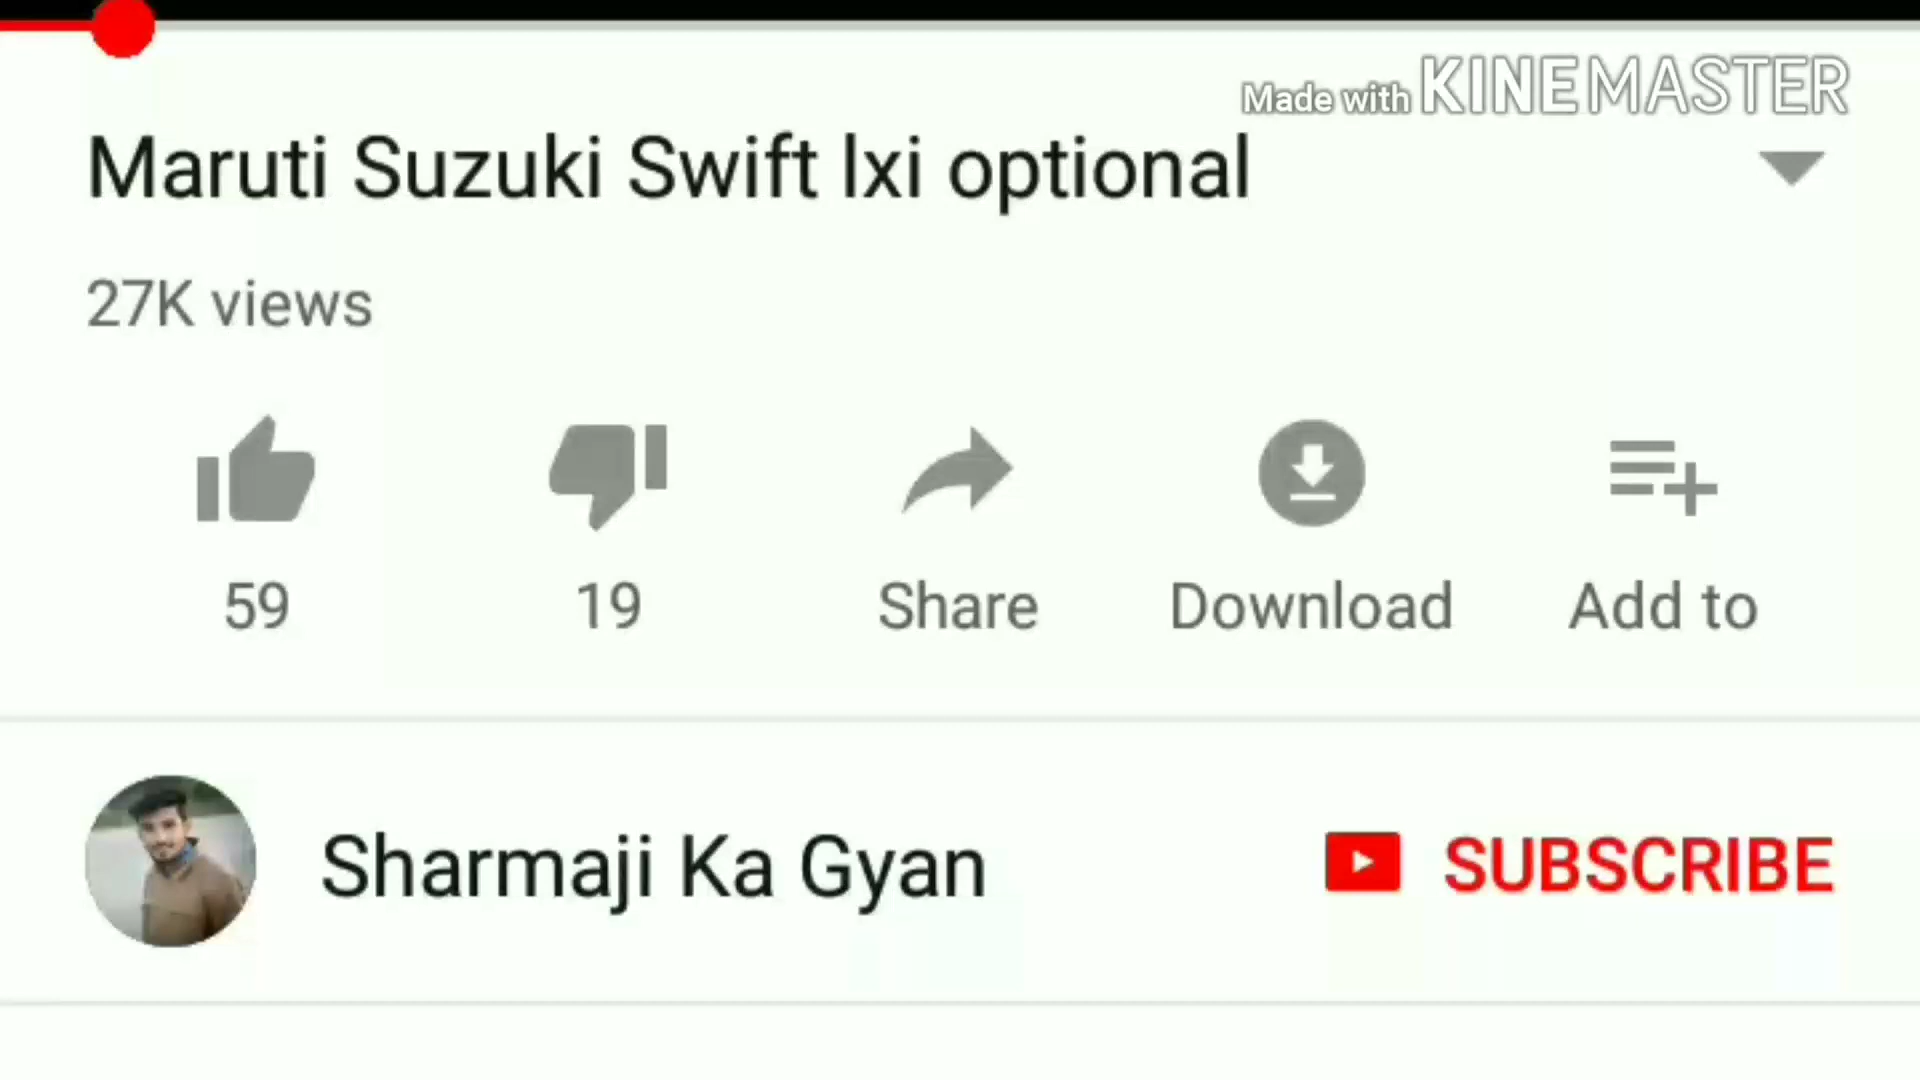 Made with KINEMASTER
Maruti Suzuki Swift lxi optional
27K views
59 19 Share Download Add to
Sharmaji Ka Gyan SUBSCRIBE